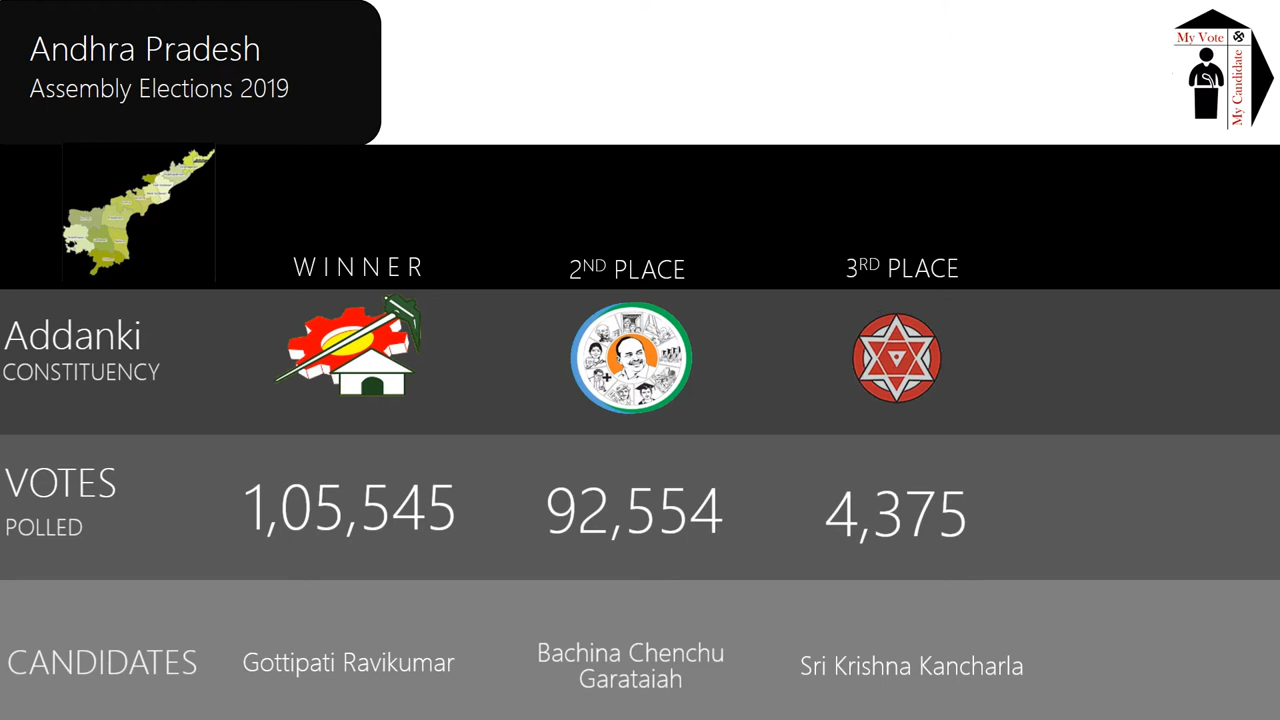 Andhra Pradesh
Assembly Elections 2019
My Vote
My Candidate
WINNER
2ND PLACE
3RD PLACE
Addanki
CONSTITUENCY
VOTES
POLLED
1,05,545
92,554
4,375
CANDIDATES
Gottipati Ravikumar
Bachina Chenchu
Garataiah
Sri Krishna Kancharla